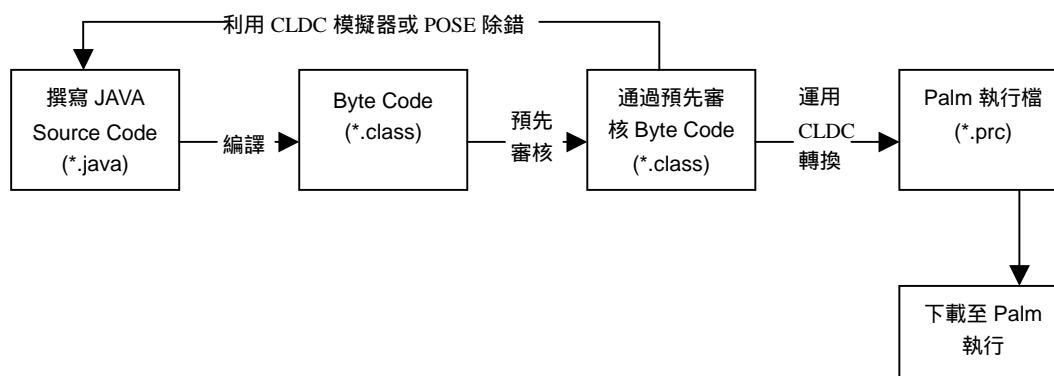 利用 CLDC 模擬器或 POSE 除錯
撰寫 JAVA
Source Code
(*.java)
編譯
Byte Code
(*.class)
預先
審核
通過預先審
核 Byte Code
(*.class)
運用
CLDC
轉換
Palm 執行檔
(*.prc)
下載至 Palm
執行